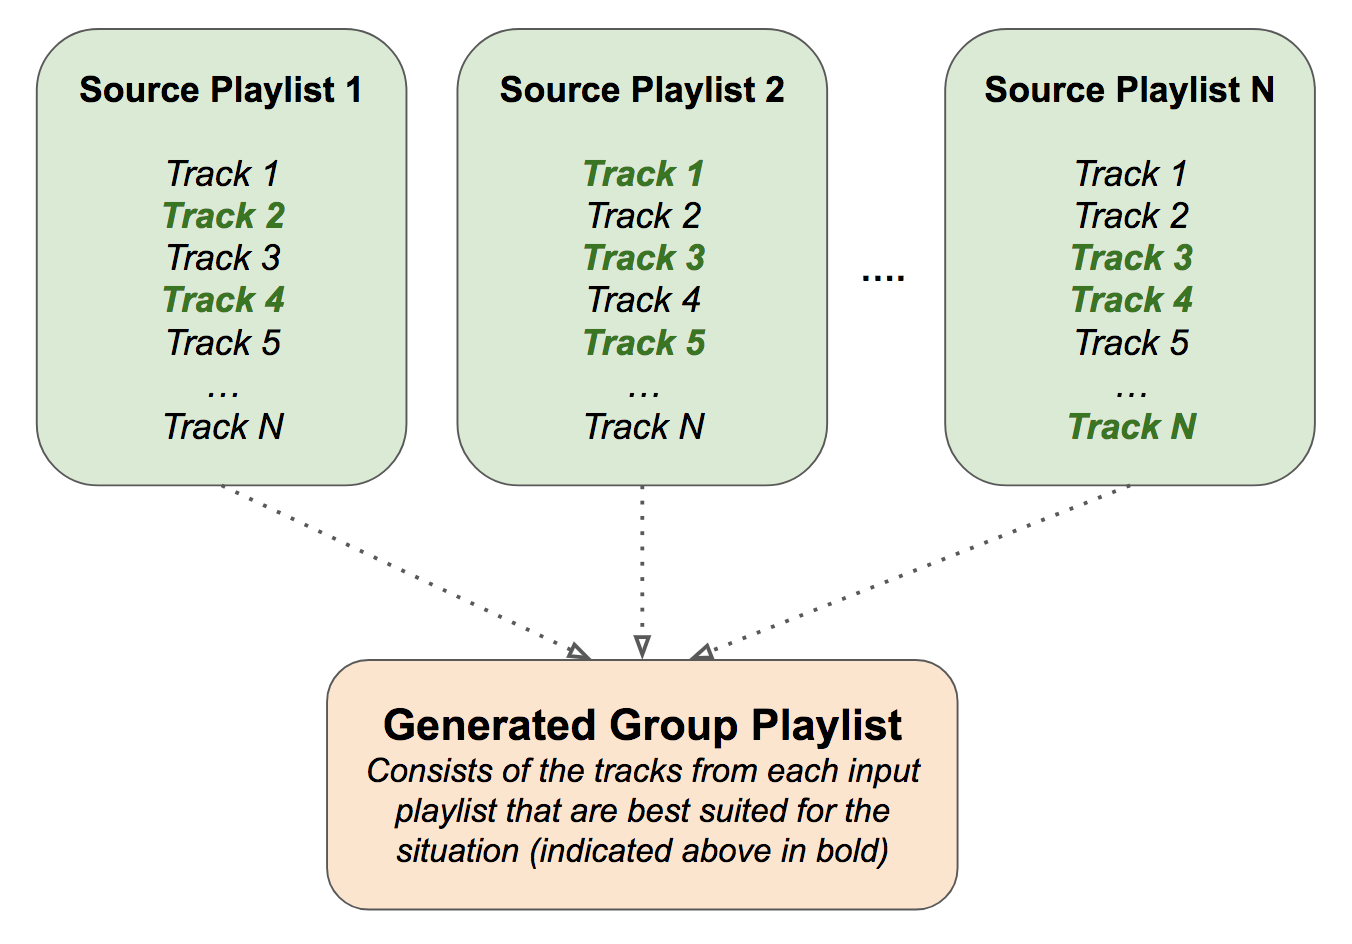 Source Playlist 1
Track 1
Track 2
Track 3
Track 4
Track 5
...
Track N
Source Playlist 2
Track 1
Track 2
Track 3
Track 4
Track 5
...
Track N
....
Source Playlist N
Track 1
Track 2
Track 3
Track 4
Track 5
...
Track N
Generated Group Playlist
Consists of the tracks from each input
playlist that are best suited for the
situation (indicated above in bold)